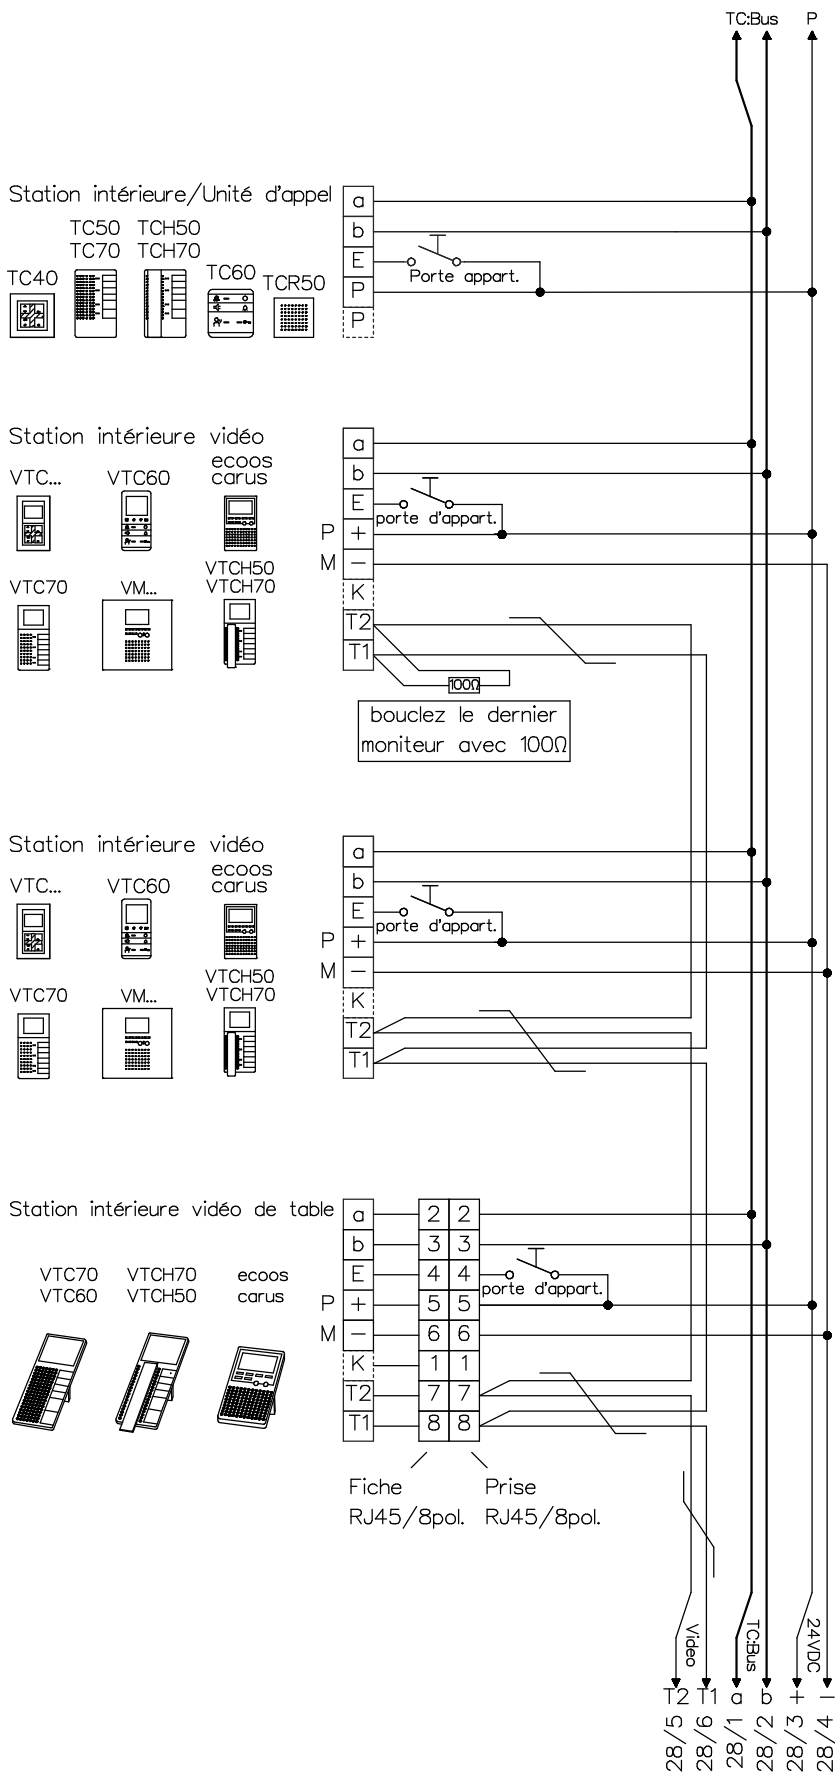 TC:Bus P
Station intérieure/Unité d'appel
TC50 TCH50
TC70 TCH70
TC40 TC60 TCR50
a
b
E
P
P
Porte appart.
Station intérieure vidéo
ecoos
VTC... VTC60 carus
VTCH50
VTC70 VM... VTCH70
a
b
E
porte d'appart.
P +
M –
K
T2
T1
100Ω
bouclez le dernier
moniteur avec 100Ω
Station intérieure vidéo
ecoos
VTC... VTC60 carus
VTCH50
VTC70 VM... VTCH70
a
b
E
porte d'appart.
P +
M –
K
T2
T1
Station intérieure vidéo de table
VTC70 VTCH70 ecoos
VTC60 VTCH50 carus
a 2 2
b 3 3
E 4 4
porte d'appart.
P + 5 5
M – 6 6
K 1 1
T2 7 7
T1 8 8
Fiche Prise
RJ45/8pol. RJ45/8pol.
Video
TC:Bus
24VDC
T2 T1 a b + –
28/5
28/6
28/1
28/2
28/3
28/4